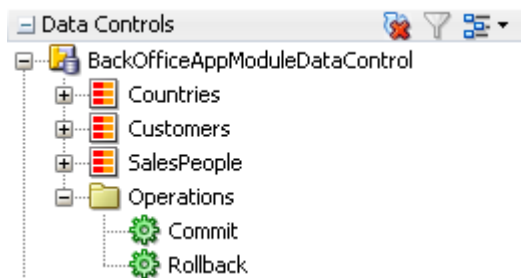 Data Controls
BackOfficeAppModuleDataControl
Countries
Customers
SalesPeople
Operations
Commit
Rollback